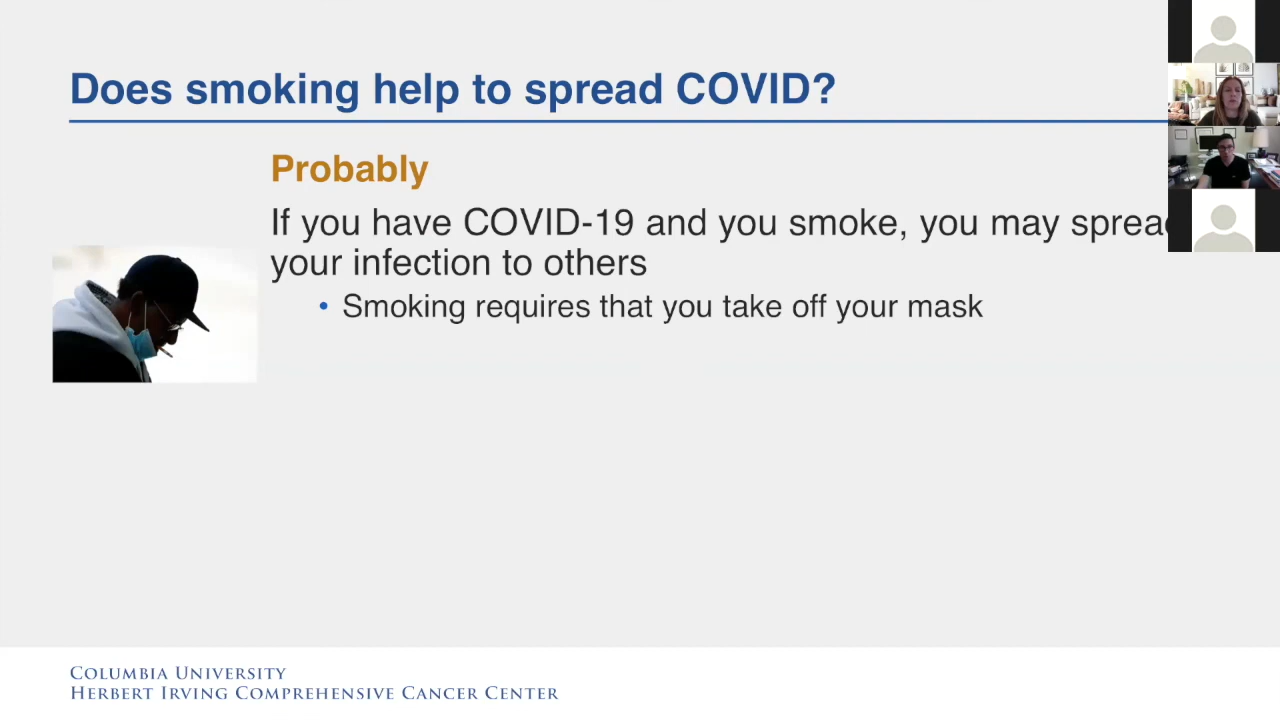 Does smoking help to spread COVID?
Probably
If you have COVID-19 and you smoke, you may spread
your infection to others
• Smoking requires that you take off your mask
COLUMBIA UNIVERSITY
HERBERT IRVING COMPREHENSIVE CANCER CENTER